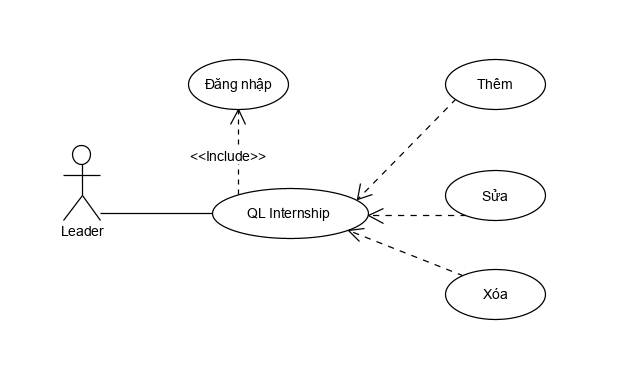 Đăng nhập
Thêm
<<Include>>
Sửa
QL Internship
Leader
Xóa